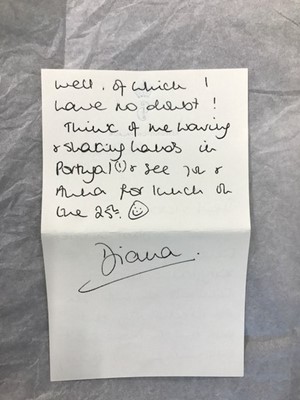 well, of which I
have no doubt!
Think of me waving
& shaking hands in
Portugal (!) & see you &
Anna for lunch on
the 25th. ☺
Diana.